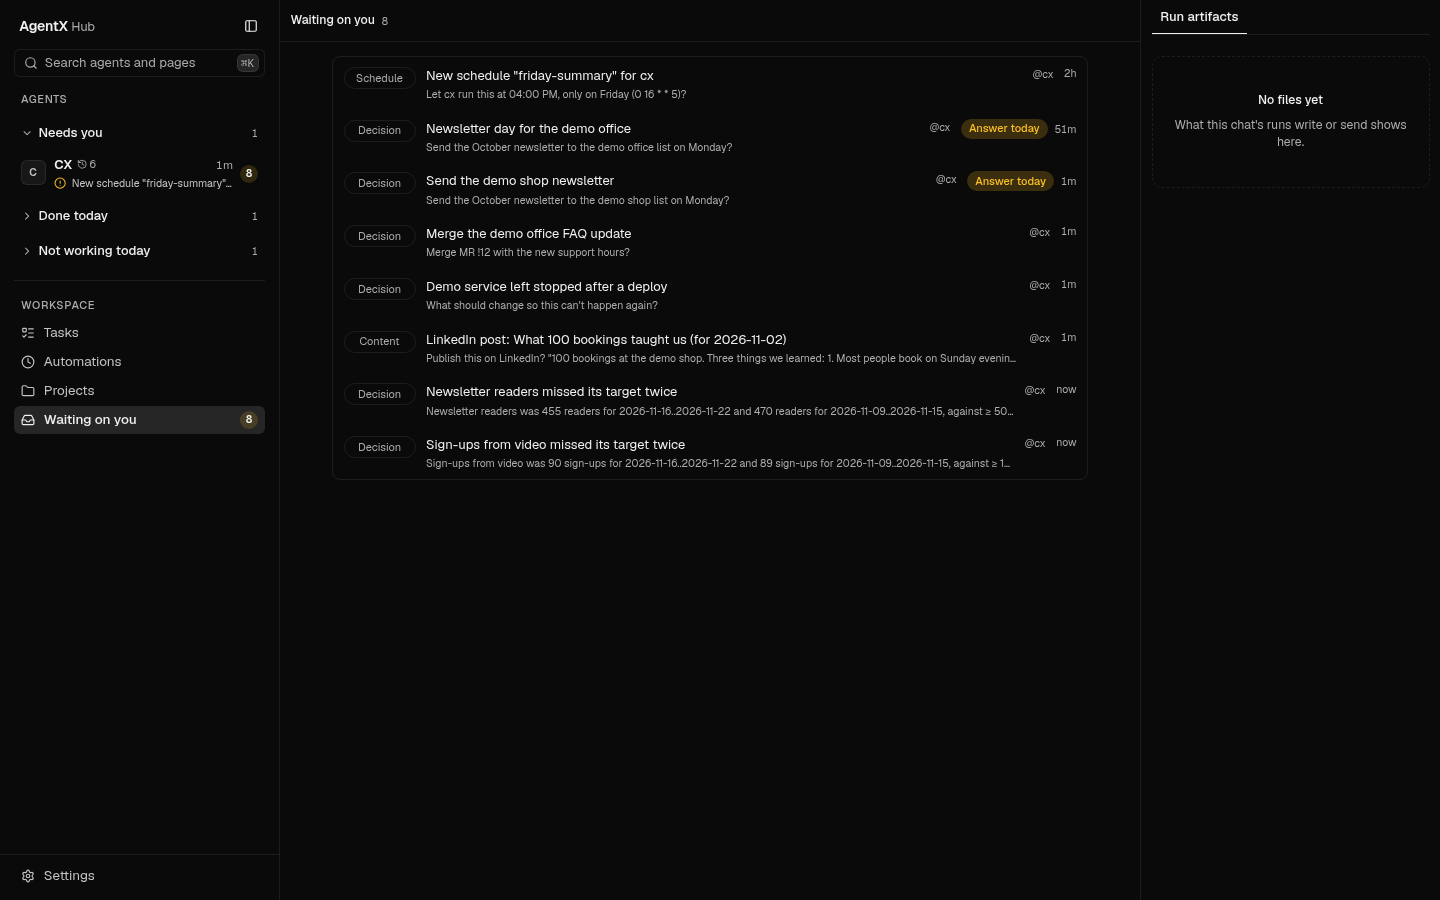 AgentX Hub
Search agents and pages ⌘K
AGENTS
Needs you 1
C CX 6 1m 8
New schedule "friday-summary"...
Done today 1
Not working today 1
WORKSPACE
Tasks
Automations
Projects
Waiting on you 8
Settings
Waiting on you 8
Schedule New schedule "friday-summary" for cx @cx 2h
Let cx run this at 04:00 PM, only on Friday (0 16 * * 5)?
Decision Newsletter day for the demo office @cx Answer today 51m
Send the October newsletter to the demo office list on Monday?
Decision Send the demo shop newsletter @cx Answer today 1m
Send the October newsletter to the demo shop list on Monday?
Decision Merge the demo office FAQ update @cx 1m
Merge MR !12 with the new support hours?
Decision Demo service left stopped after a deploy @cx 1m
What should change so this can't happen again?
Content LinkedIn post: What 100 bookings taught us (for 2026-11-02) @cx 1m
Publish this on LinkedIn? "100 bookings at the demo shop. Three things we learned: 1. Most people book on Sunday evenin...
Decision Newsletter readers missed its target twice @cx now
Newsletter readers was 455 readers for 2026-11-16..2026-11-22 and 470 readers for 2026-11-09..2026-11-15, against ≥ 50...
Decision Sign-ups from video missed its target twice @cx now
Sign-ups from video was 90 sign-ups for 2026-11-16..2026-11-22 and 89 sign-ups for 2026-11-09..2026-11-15, against ≥ 1...
Run artifacts
No files yet
What this chat's runs write or send shows
here.